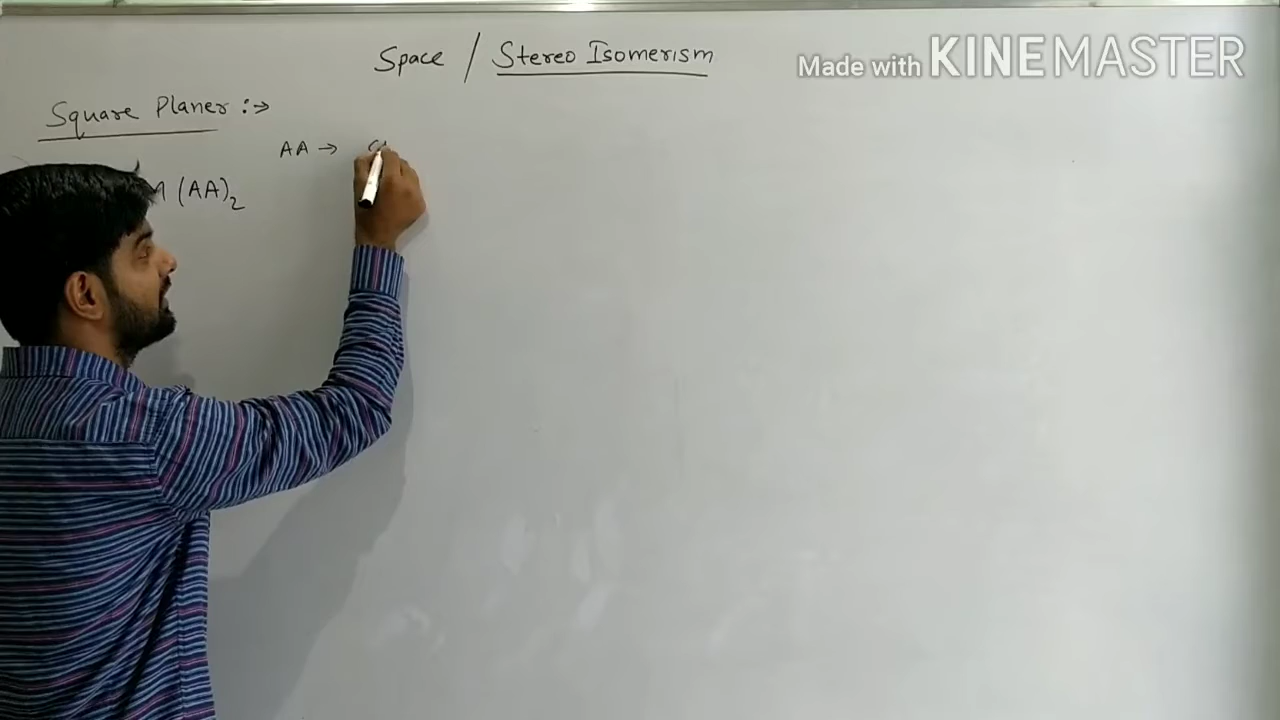 Space / Stereo Isomerism
Made with KINEMASTER
Square Planer :→
AA →
M (AA)2